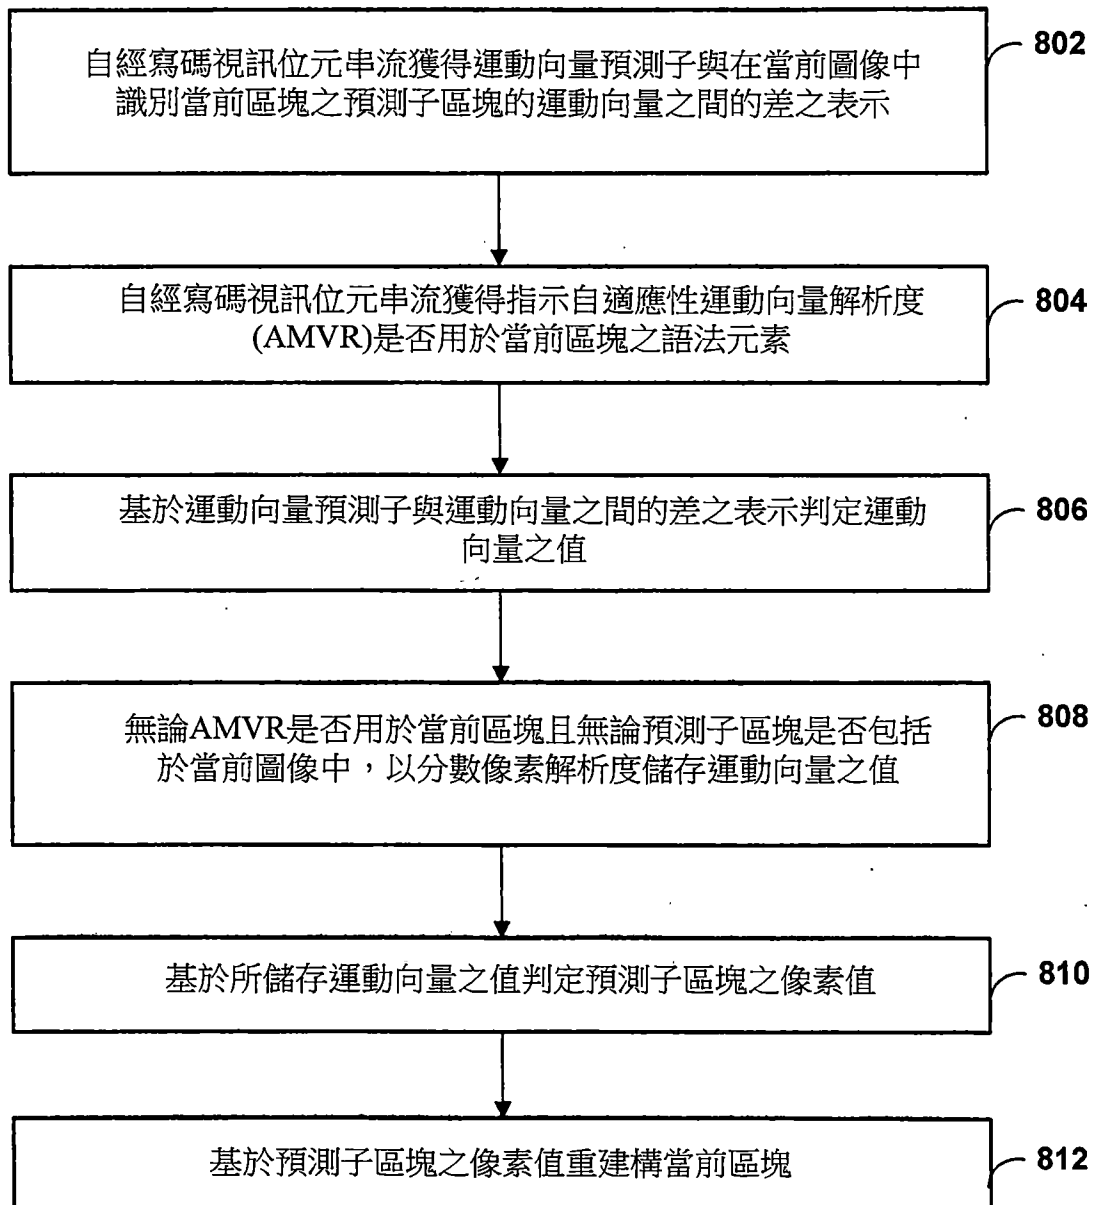 自經寫碼視訊位元串流獲得運動向量預測子與在當前圖像中
識別當前區塊之預測子區塊的運動向量之間的差之表示
802
自經寫碼視訊位元串流獲得指示自適應性運動向量解析度
(AMVR)是否用於當前區塊之語法元素
804
基於運動向量預測子與運動向量之間的差之表示判定運動
向量之值
806
無論AMVR是否用於當前區塊且無論預測子區塊是否包括
於當前圖像中，以分數像素解析度儲存運動向量之值
808
基於所儲存運動向量之值判定預測子區塊之像素值
810
基於預測子區塊之像素值重建構當前區塊
812